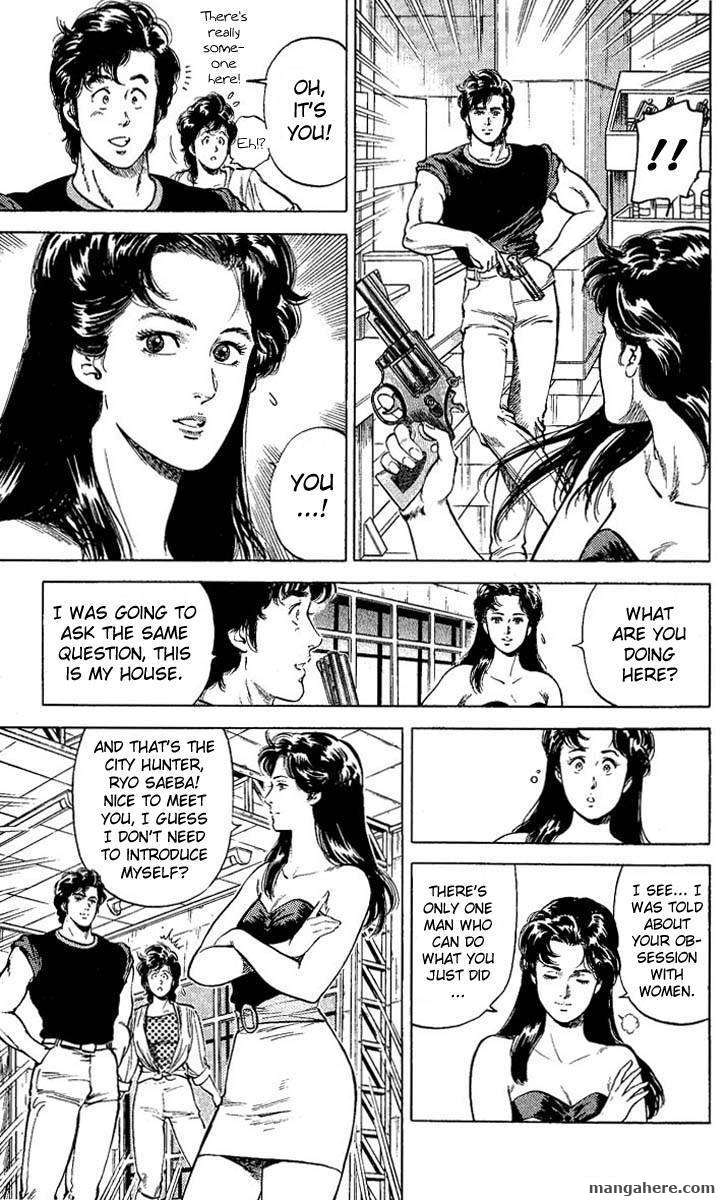 !!
OH,
IT'S
YOU!
There's
really
some-
one
here!
Eh!?
YOU
...!
WHAT
ARE YOU
DOING
HERE?
I WAS GOING TO
ASK THE SAME
QUESTION, THIS
IS MY HOUSE.
I SEE... I
WAS TOLD
ABOUT
YOUR OB-
SESSION
WITH
WOMEN.
THERE'S
ONLY ONE
MAN WHO
CAN DO
WHAT YOU
JUST DID
...
AND THAT'S THE
CITY HUNTER,
RYO SAEBA!
NICE TO MEET
YOU, I GUESS
I DON'T NEED
TO INTRODUCE
MYSELF?
mangahere.com